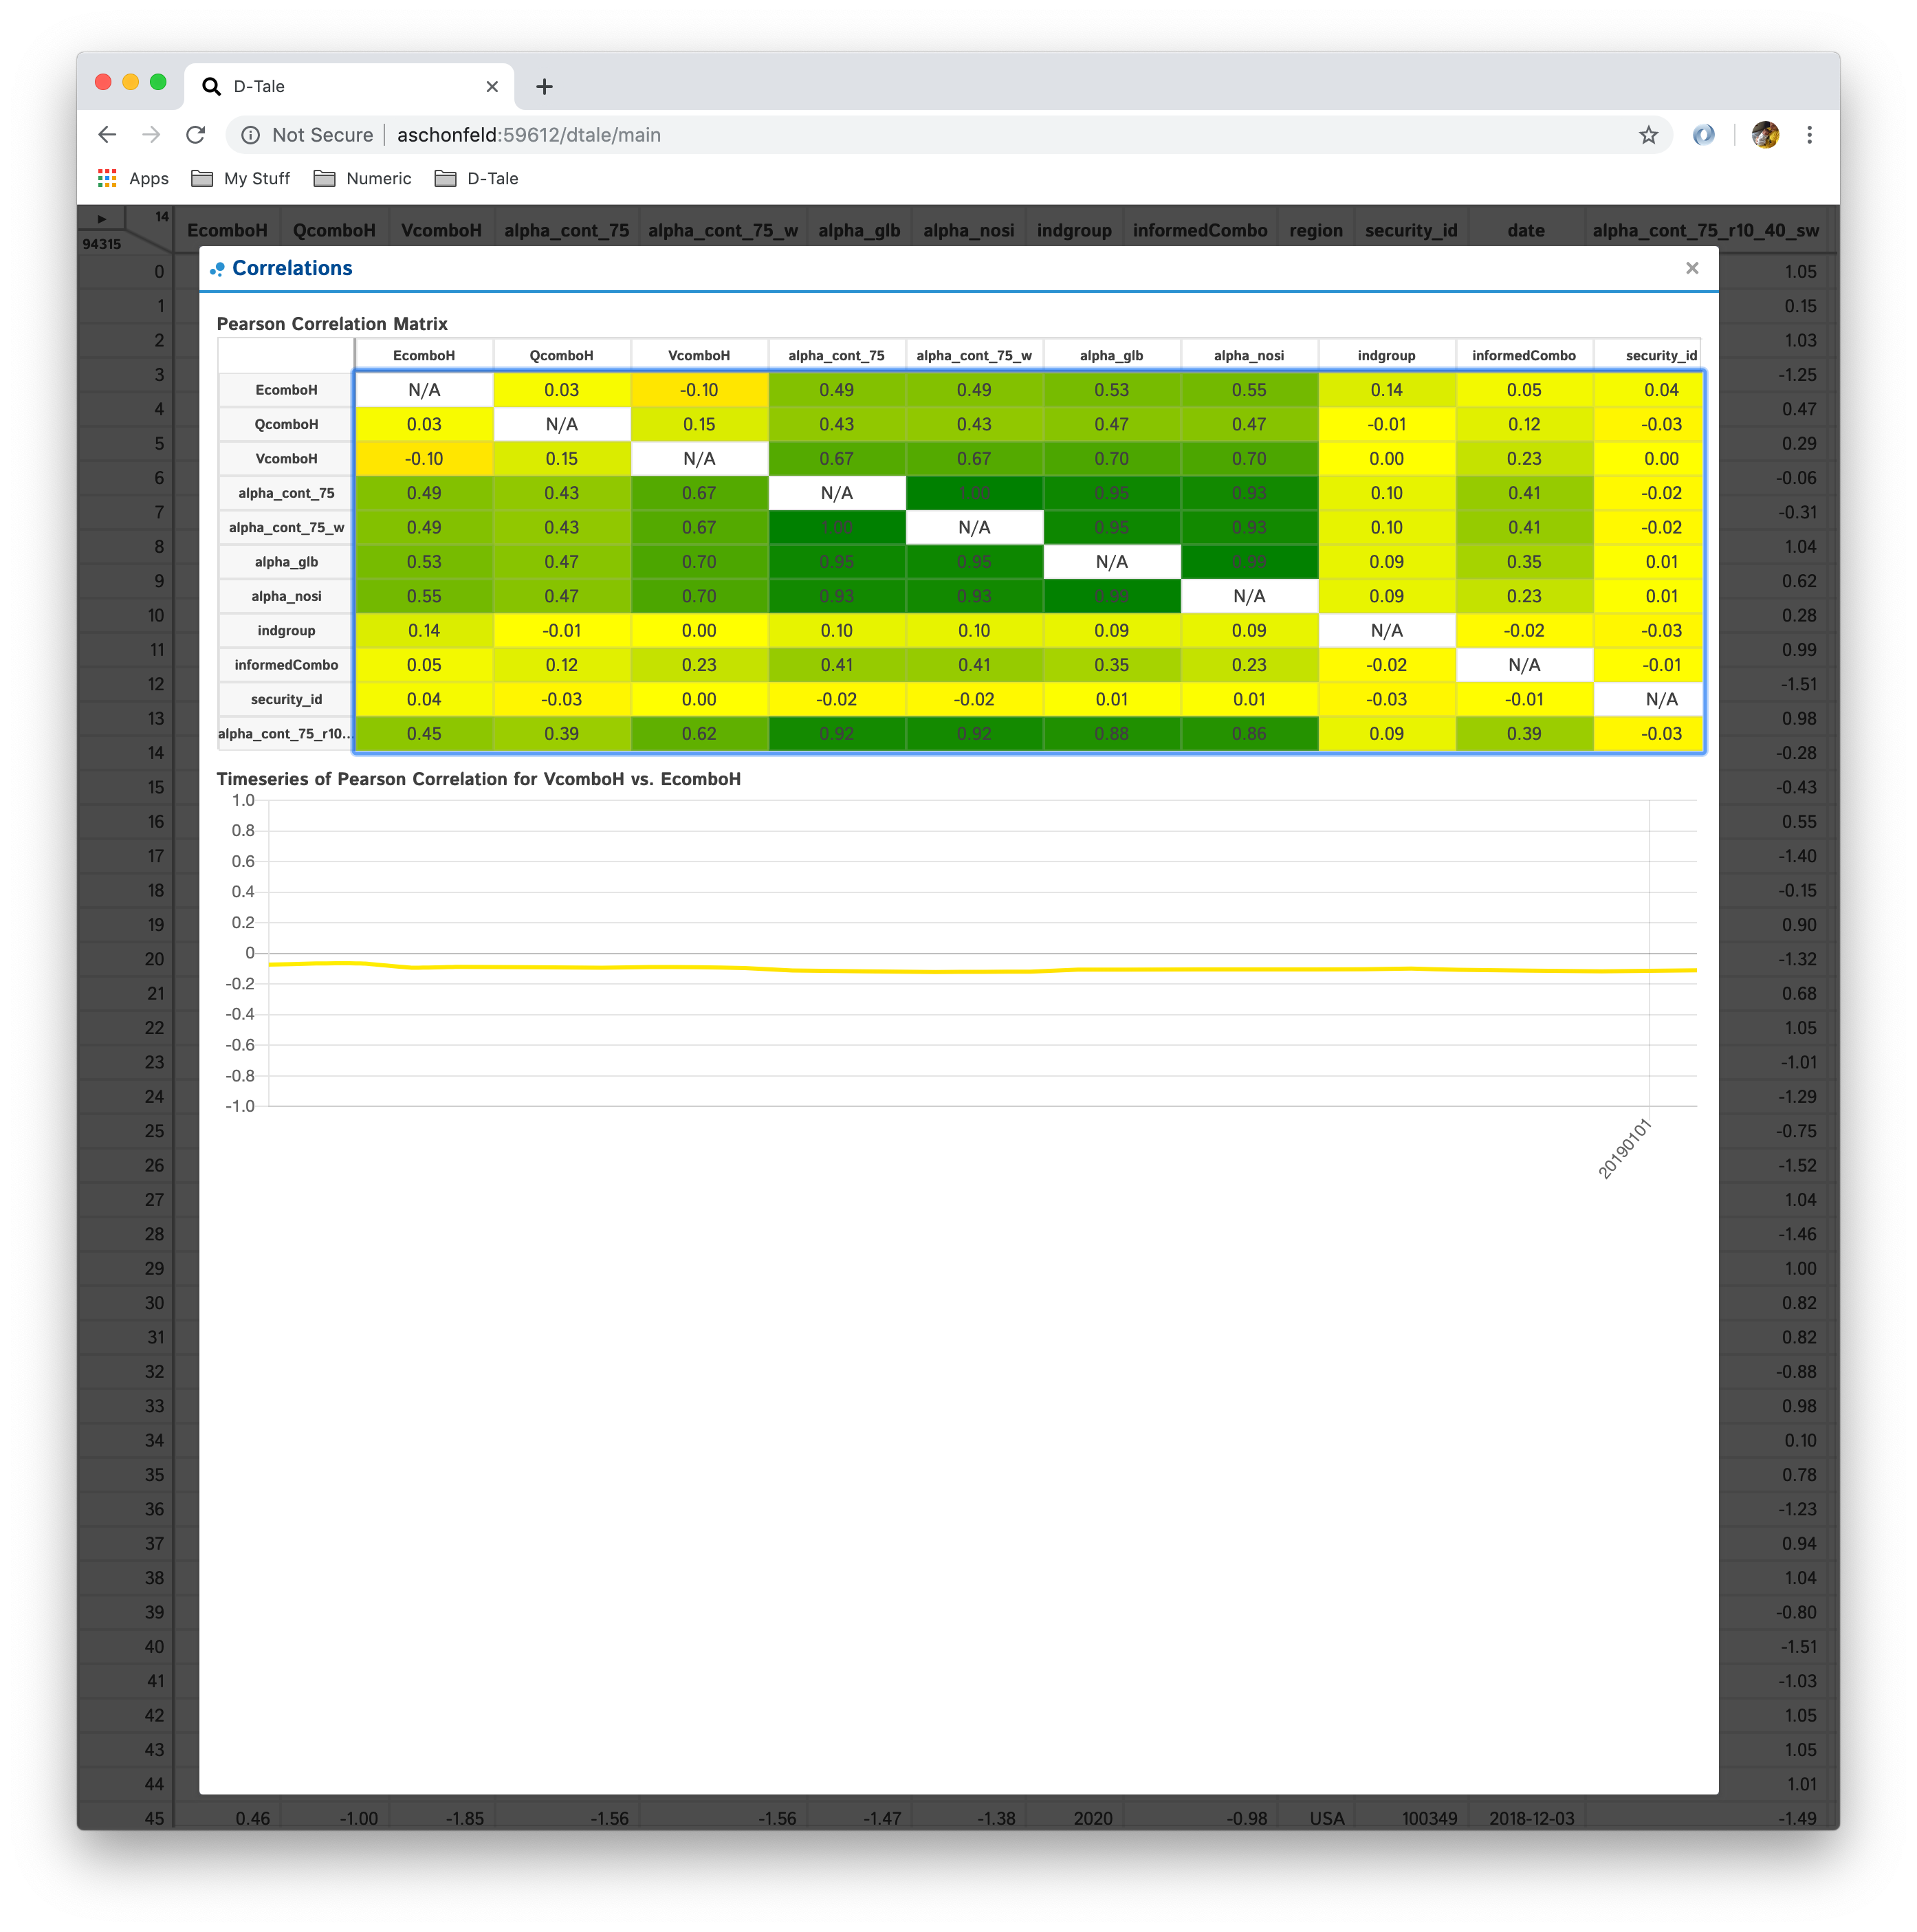 D-Tale
Not Secure aschonfeld:59612/dtale/main
Apps My Stuff Numeric D-Tale
14
94315
EcomboH QcomboH VcomboH alpha_cont_75 alpha_cont_75_w alpha_glb alpha_nosi indgroup informedCombo region security_id date alpha_cont_75_r10_40_sw
Correlations
Pearson Correlation Matrix
EcomboH QcomboH VcomboH alpha_cont_75 alpha_cont_75_w alpha_glb alpha_nosi indgroup informedCombo security_id
EcomboH N/A 0.03 -0.10 0.49 0.49 0.53 0.55 0.14 0.05 0.04
QcomboH 0.03 N/A 0.15 0.43 0.43 0.47 0.47 -0.01 0.12 -0.03
VcomboH -0.10 0.15 N/A 0.67 0.67 0.70 0.70 0.00 0.23 0.00
alpha_cont_75 0.49 0.43 0.67 N/A 1.00 0.95 0.93 0.10 0.41 -0.02
alpha_cont_75_w 0.49 0.43 0.67 1.00 N/A 0.95 0.93 0.10 0.41 -0.02
alpha_glb 0.53 0.47 0.70 0.95 0.95 N/A 0.99 0.09 0.35 0.01
alpha_nosi 0.55 0.47 0.70 0.93 0.93 0.99 N/A 0.09 0.23 0.01
indgroup 0.14 -0.01 0.00 0.10 0.10 0.09 0.09 N/A -0.02 -0.03
informedCombo 0.05 0.12 0.23 0.41 0.41 0.35 0.23 -0.02 N/A -0.01
security_id 0.04 -0.03 0.00 -0.02 -0.02 0.01 0.01 -0.03 -0.01 N/A
alpha_cont_75_r10... 0.45 0.39 0.62 0.92 0.92 0.88 0.86 0.09 0.39 -0.03
Timeseries of Pearson Correlation for VcomboH vs. EcomboH
1.0
0.8
0.6
0.4
0.2
0
-0.2
-0.4
-0.6
-0.8
-1.0
20190101
0 1.05
1 0.15
2 1.03
3 -1.25
4 0.47
5 0.29
6 -0.06
7 -0.31
8 1.04
9 0.62
10 0.28
11 0.99
12 -1.51
13 0.98
14 -0.28
15 -0.43
16 0.55
17 -1.40
18 -0.15
19 0.90
20 -1.32
21 0.68
22 1.05
23 -1.01
24 -1.29
25 -0.75
26 -1.52
27 1.04
28 -1.46
29 1.00
30 0.82
31 0.82
32 -0.88
33 0.98
34 0.10
35 0.78
36 -1.23
37 0.94
38 1.04
39 -0.80
40 -1.51
41 -1.03
42 1.05
43 1.05
44 1.01
45 0.46 -1.00 -1.85 -1.56 -1.56 -1.47 -1.38 2020 -0.98 USA 100349 2018-12-03 -1.49